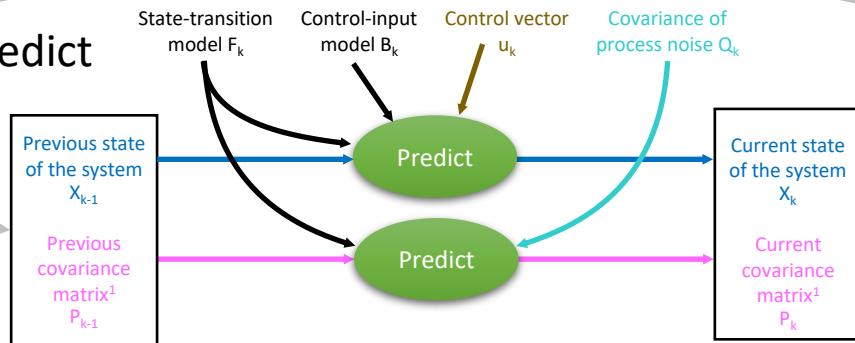 edict
State-transition
model Fk
Control-input
model Bk
Control vector
uk
Covariance of
process noise Qk
Previous state
of the system
Xk-1
Previous
covariance
matrix1
Pk-1
Predict
Predict
Current state
of the system
Xk
Current
covariance
matrix1
Pk